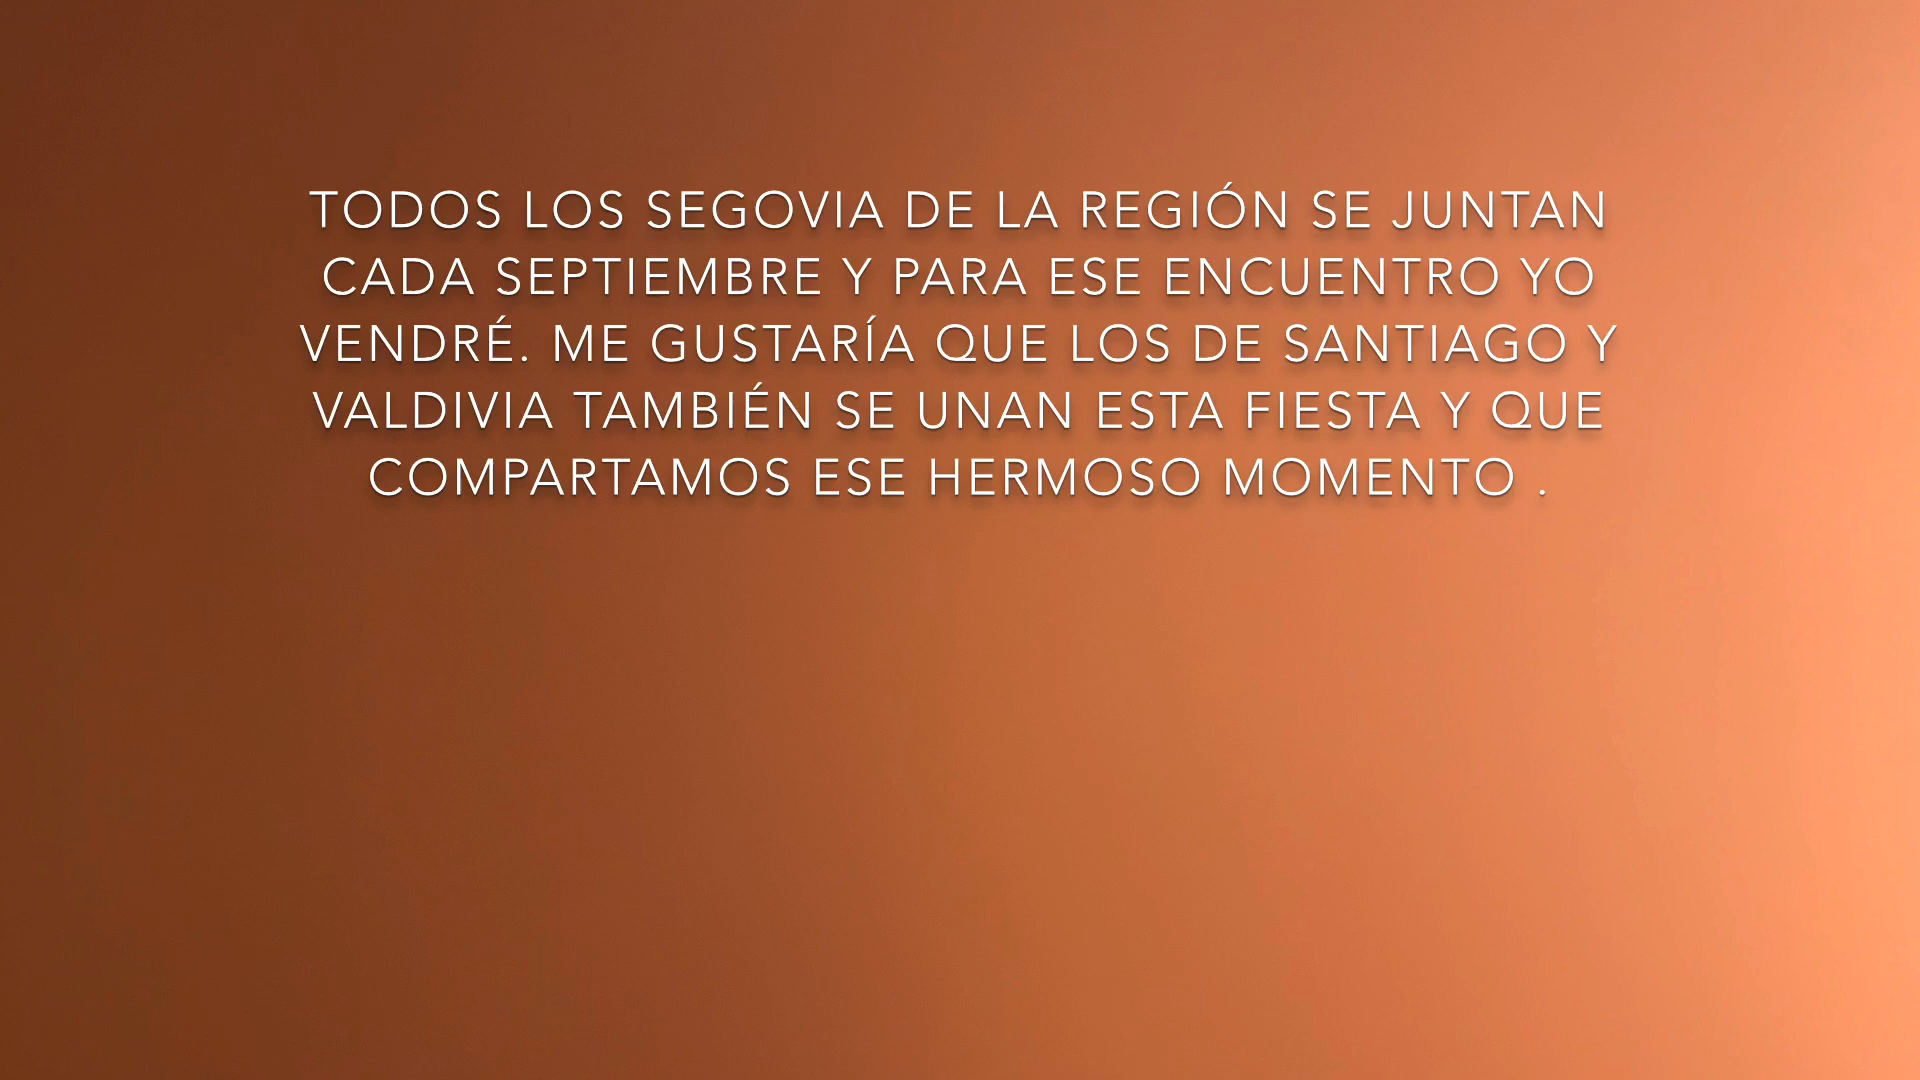 TODOS LOS SEGOVIA DE LA REGIÓN SE JUNTAN
CADA SEPTIEMBRE Y PARA ESE ENCUENTRO YO
VENDRÉ. ME GUSTARÍA QUE LOS DE SANTIAGO Y
VALDIVIA TAMBIÉN SE UNAN ESTA FIESTA Y QUE
COMPARTAMOS ESE HERMOSO MOMENTO .